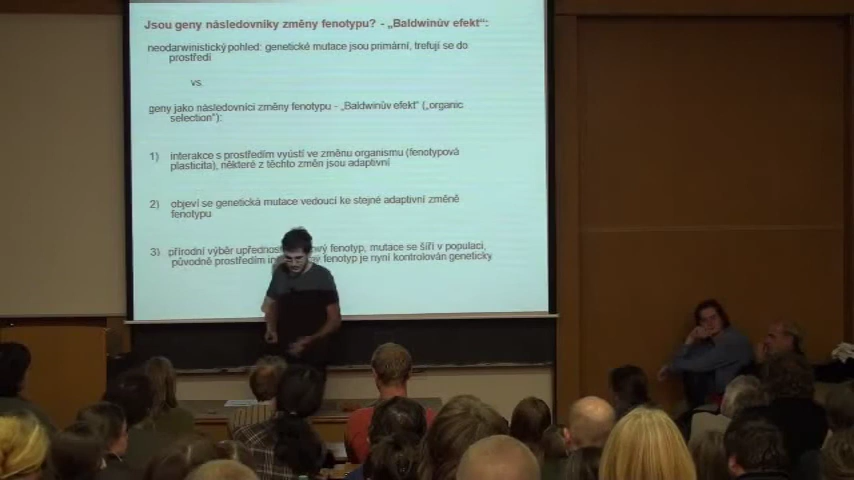 Jsou geny následovníky změny fenotypu? - „Baldwinův efekt":
neodarwinistický pohled: genetické mutace jsou primární, trefují se do
prostředí
vs.
geny jako následovníci změny fenotypu - „Baldwinův efekt" („organic
selection"):
1) interakce s prostředím vyústí ve změnu organismu (fenotypová
plasticita), některé z těchto změn jsou adaptivní
2) objeví se genetická mutace vedoucí ke stejné adaptivní změně
fenotypu
3) přírodní výběr fenotyp, mutace se šíří v populaci,
původně prostředím fenotyp je nyní kontrolován geneticky